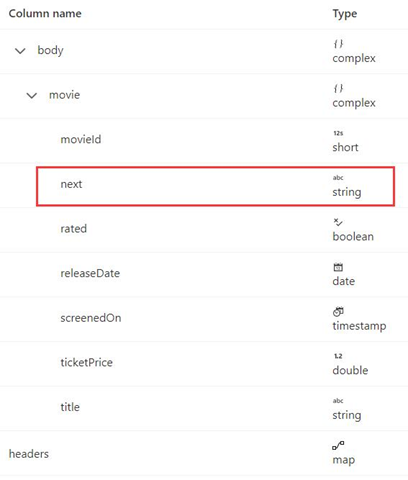 Column name Type
body { } complex
movie { } complex
movieId 12s short
next abc string
rated boolean
releaseDate date
screenedOn timestamp
ticketPrice 1.2 double
title abc string
headers map